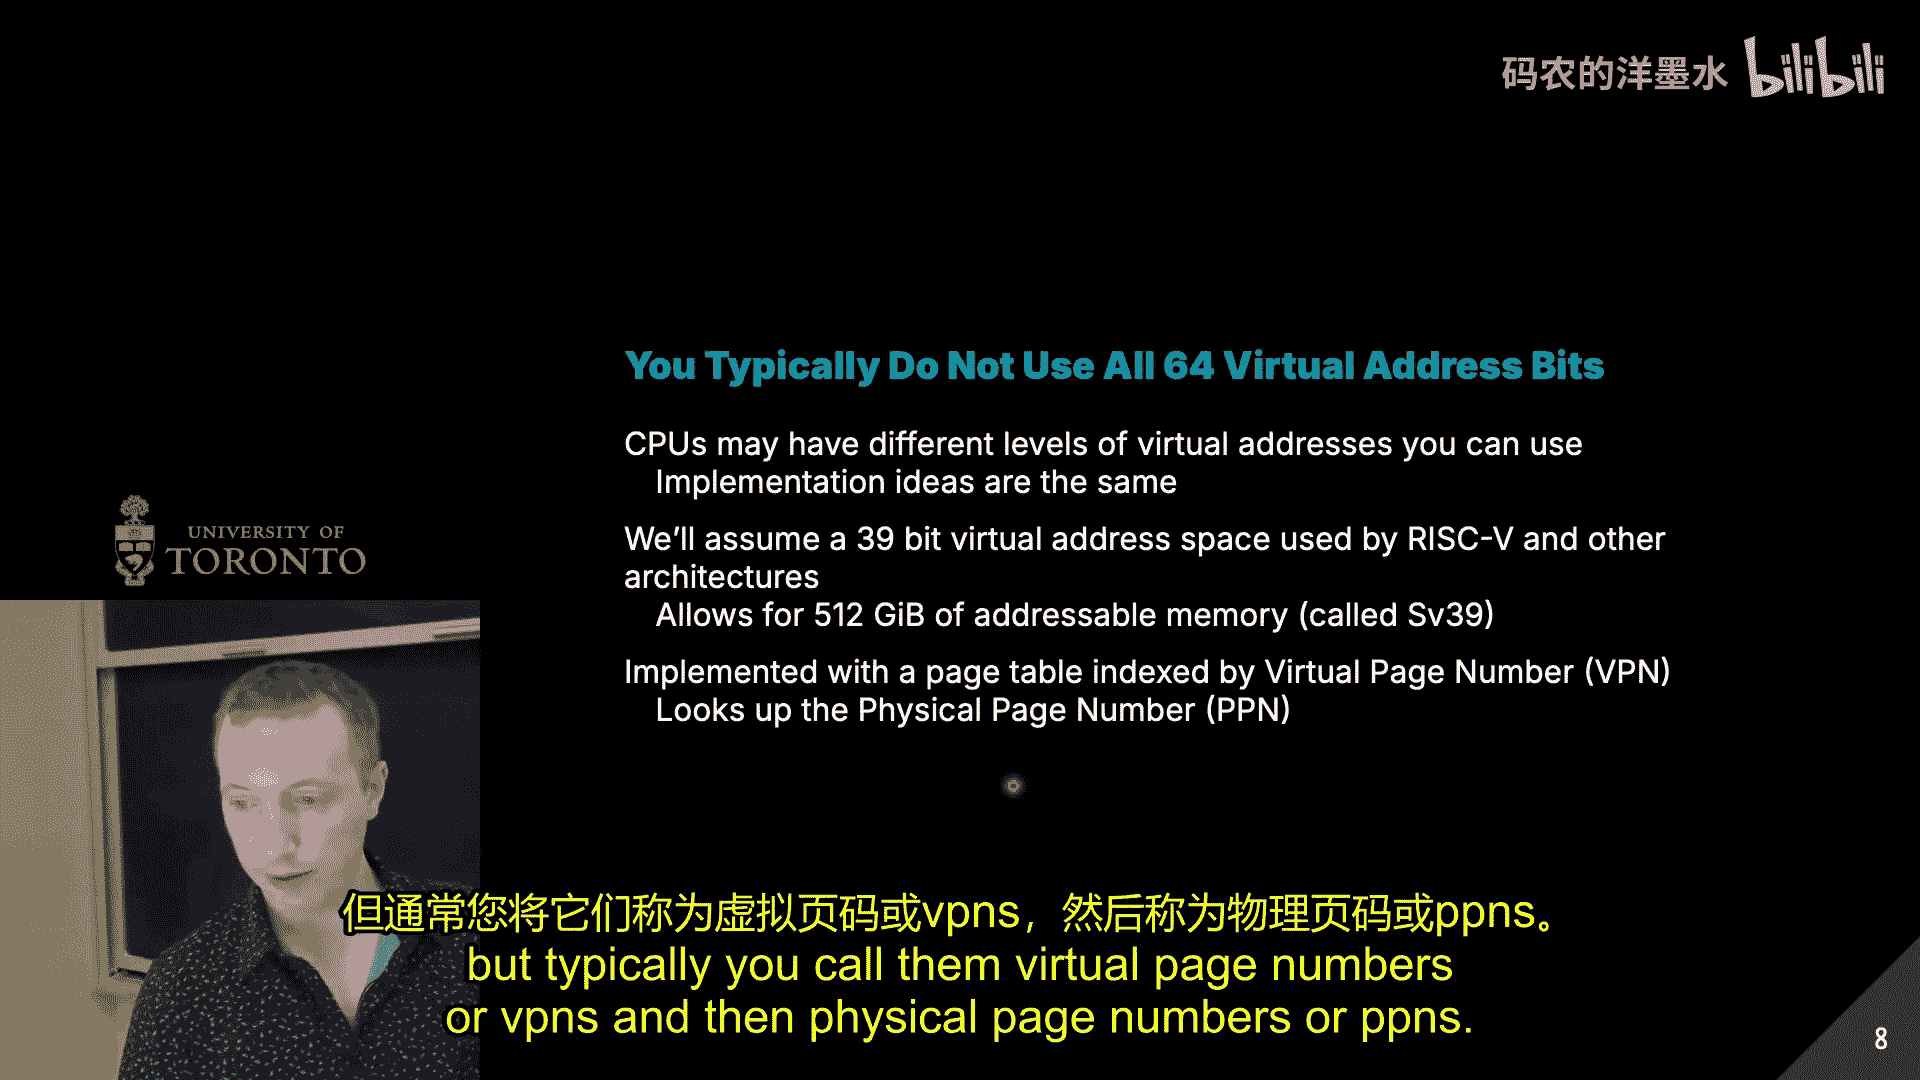 码农的洋墨水 bilibili
You Typically Do Not Use All 64 Virtual Address Bits
CPUs may have different levels of virtual addresses you can use
Implementation ideas are the same
We’ll assume a 39 bit virtual address space used by RISC-V and other
architectures
Allows for 512 GiB of addressable memory (called Sv39)
Implemented with a page table indexed by Virtual Page Number (VPN)
Looks up the Physical Page Number (PPN)
UNIVERSITY OF
TORONTO
但通常您将它们称为虚拟页码或vpns，然后称为物理页码或ppns。
but typically you call them virtual page numbers
or vpns and then physical page numbers or ppns.
8